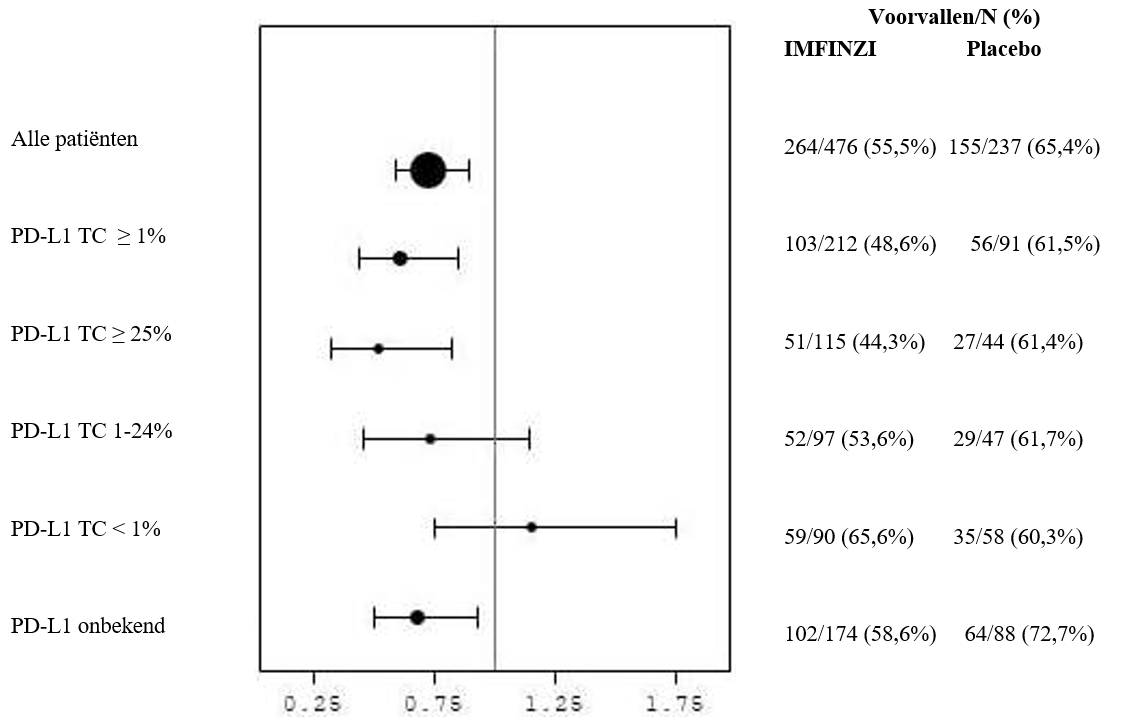 Voorvallen/N (%)
IMFINZI Placebo
Alle patiënten 264/476 (55,5%) 155/237 (65,4%)
PD-L1 TC ≥ 1% 103/212 (48,6%) 56/91 (61,5%)
PD-L1 TC ≥ 25% 51/115 (44,3%) 27/44 (61,4%)
PD-L1 TC 1-24% 52/97 (53,6%) 29/47 (61,7%)
PD-L1 TC < 1% 59/90 (65,6%) 35/58 (60,3%)
PD-L1 onbekend 102/174 (58,6%) 64/88 (72,7%)
0.25 0.75 1.25 1.75